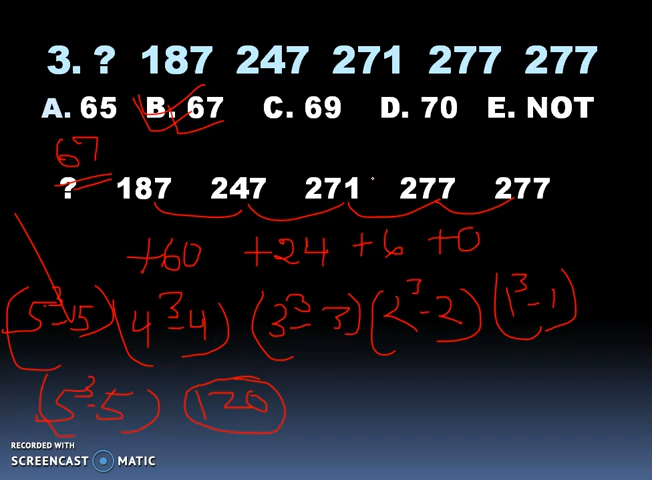 3. ? 187 247 271 277 277
A. 65 B. 67 C. 69 D. 70 E. NOT
67
? 187 247 271 277 277
+60 +24 +6 +0
(5³-5) (4³-4) (3³-3) (2³-2) (1³-1)
(5³-5) 120
RECORDED WITH
SCREENCAST MATIC